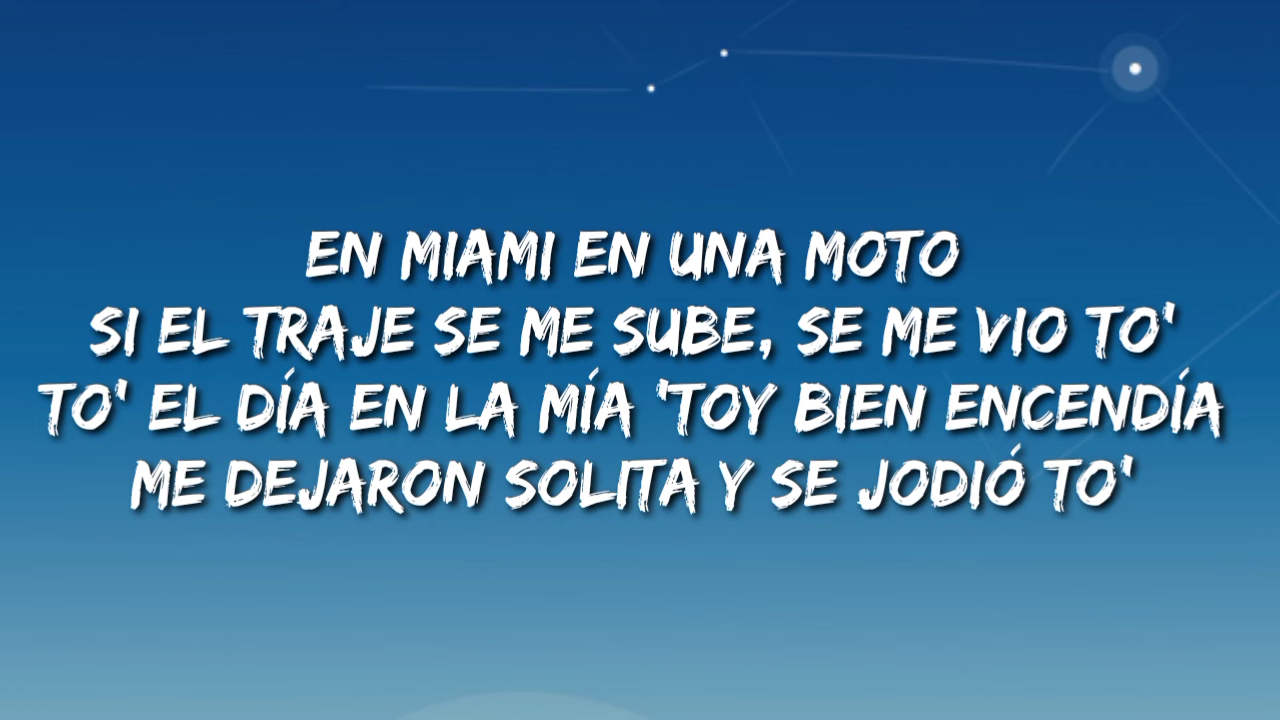 EN MIAMI EN UNA MOTO
SI EL TRAJE SE ME SUBE, SE ME VIO TO'
TO' EL DÍA EN LA MÍA 'TOY BIEN ENCENDÍA
ME DEJARON SOLITA Y SE JODIÓ TO'